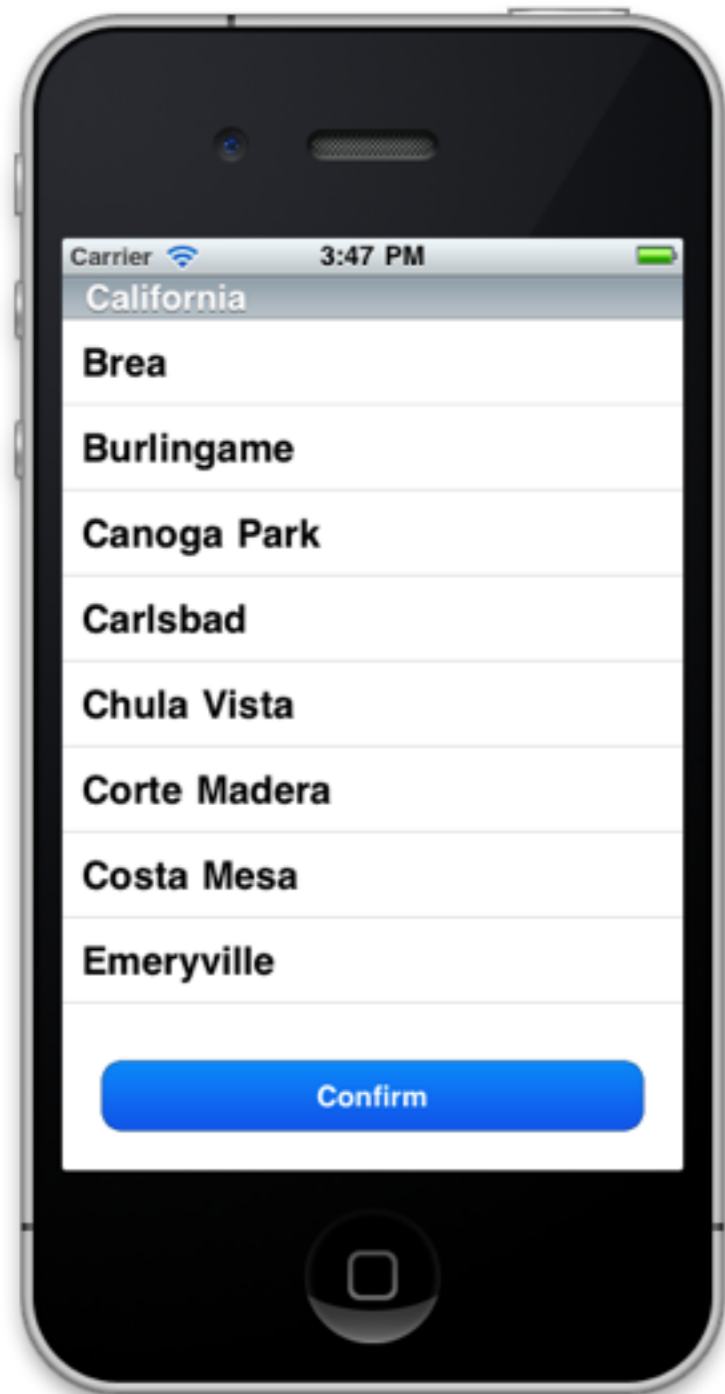 Carrier 3:47 PM
California
Brea
Burlingame
Canoga Park
Carlsbad
Chula Vista
Corte Madera
Costa Mesa
Emeryville
Confirm